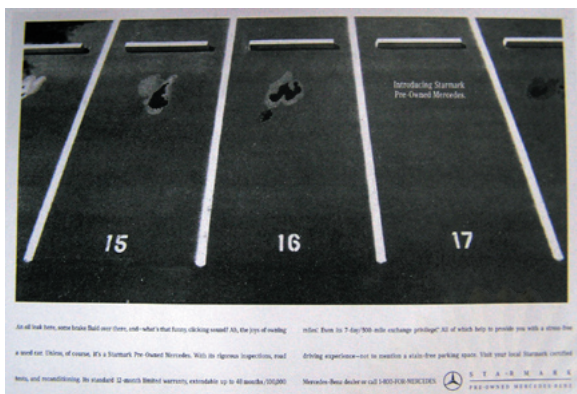 Introducing Starmark
Pre-Owned Mercedes.
15
16
17
An oil leak here, some brake fluid over there, and—what's that funny, clicking sound? Ah, the joys of owning
a used car. Unless, of course, it's a Starmark Pre-Owned Mercedes. With its rigorous inspections, road
tests, and reconditioning. Its standard 12-month limited warranty, extendable up to 48 months/100,000
miles! Even its 7-day/500-mile exchange privilege! All of which help to provide you with a stress-free
driving experience—not to mention a stain-free parking space. Visit your local Starmark certified
Mercedes-Benz dealer or call 1-800-FOR-MERCEDES.
STARMARK
PRE-OWNED MERCEDES-BENZ